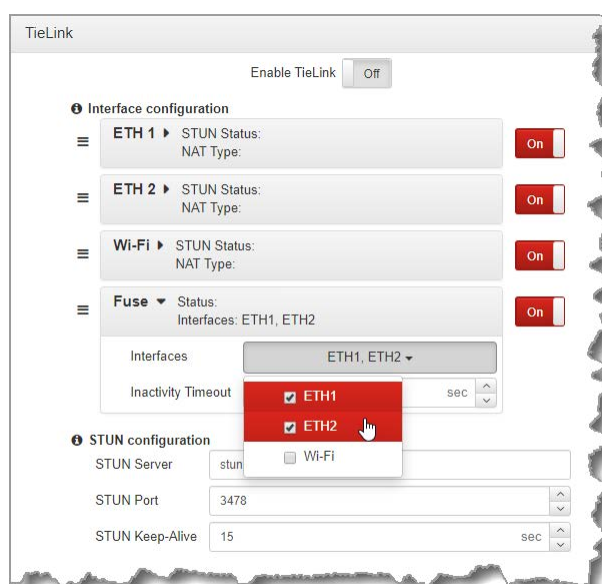 TieLink
Enable TieLink Off
Interface configuration
ETH 1 STUN Status:
NAT Type:
On
ETH 2 STUN Status:
NAT Type:
On
Wi-Fi STUN Status:
NAT Type:
On
Fuse Status:
Interfaces: ETH1, ETH2
On
Interfaces ETH1, ETH2
Inactivity Timeout sec
ETH1
ETH2
Wi-Fi
STUN configuration
STUN Server stun
STUN Port 3478
STUN Keep-Alive 15 sec